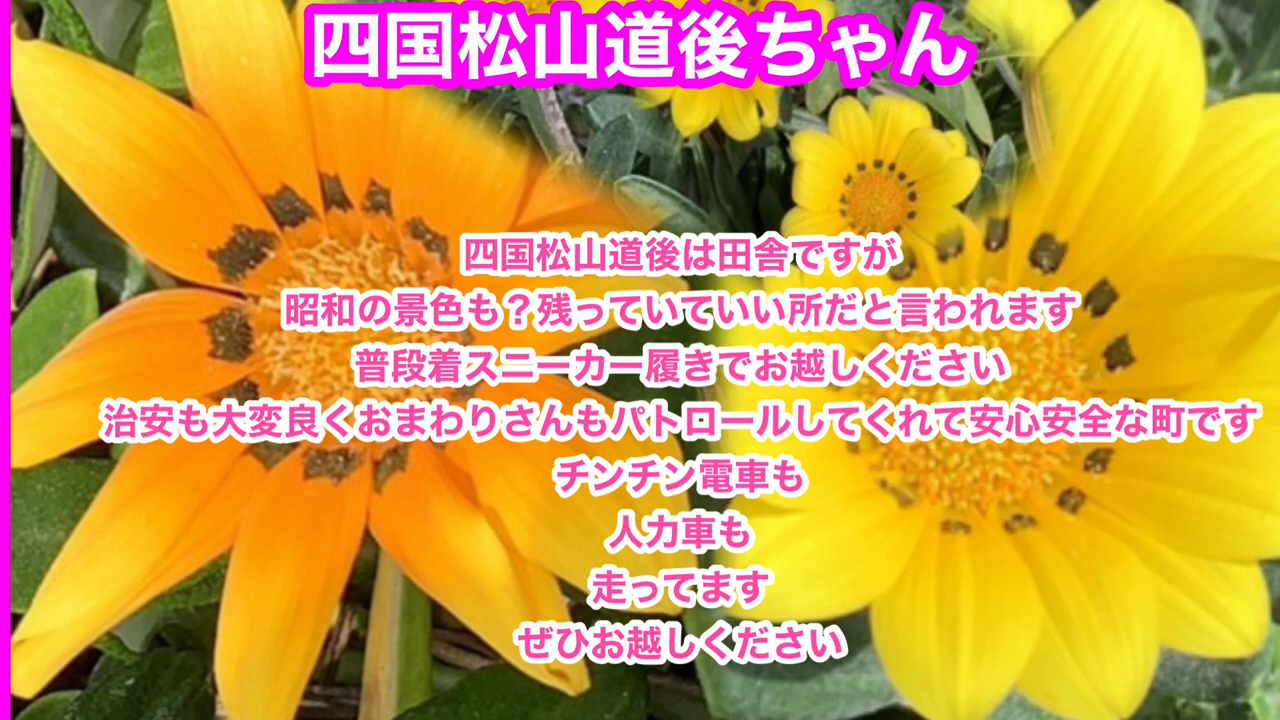 四国松山道後ちゃん
四国松山道後は田舎ですが
昭和の景色も？残っていていい所だと言われます
普段着スニーカー履きでお越しください
治安も大変良くおまわりさんもパトロールしてくれて安心安全な町です
チンチン電車も
人力車も
走ってます
ぜひお越しください